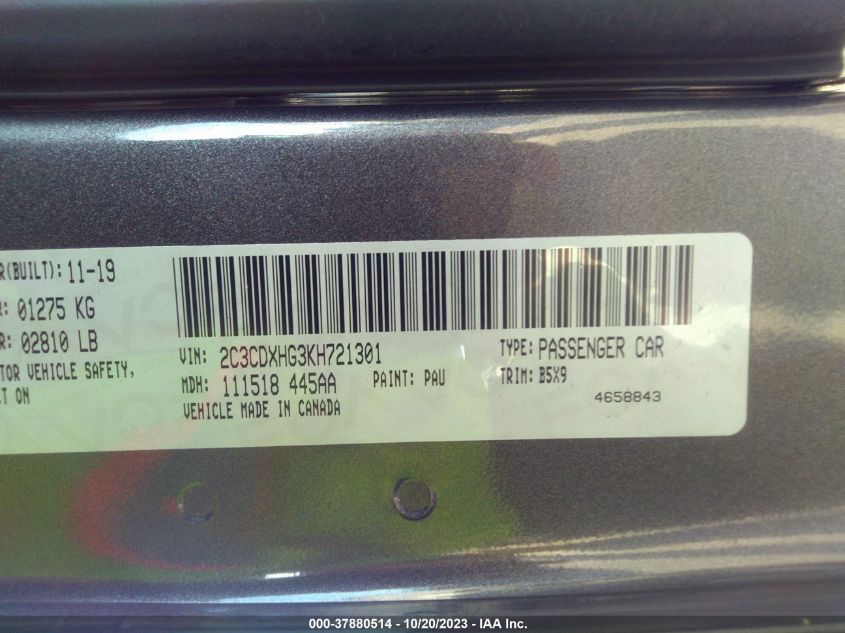 R(BUILT): 11-19
R: 01275 KG
R: 02810 LB
TOR VEHICLE SAFETY,
CT ON
VIN: 2C3CDXHG3KH721301
TYPE: PASSENGER CAR
MDH: 111518 445AA
PAINT: PAU
TRIM: B5X9
VEHICLE MADE IN CANADA
4658843
000-37880514 - 10/20/2023 - IAA Inc.